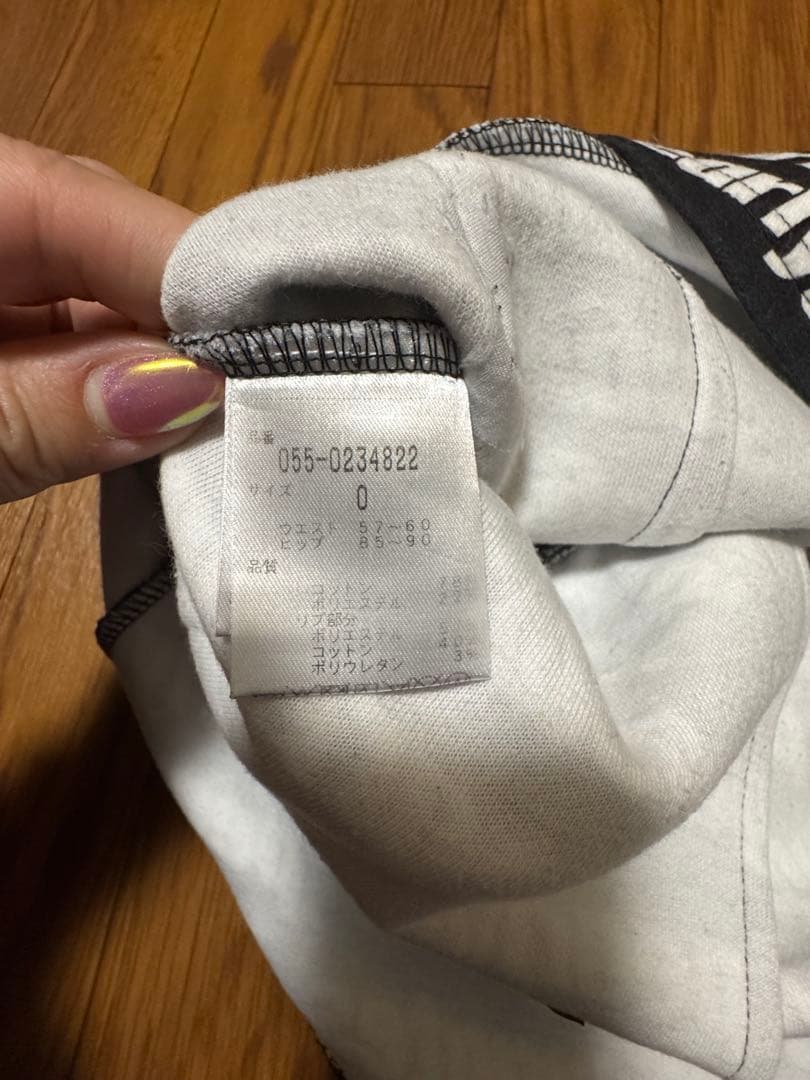 品番
055-0234822
サイズ 0
ウエスト 57~60
ヒップ 85~90
品質
コットン
ポリエステル
リブ部分
ポリエステル
コットン
ポリウレタン